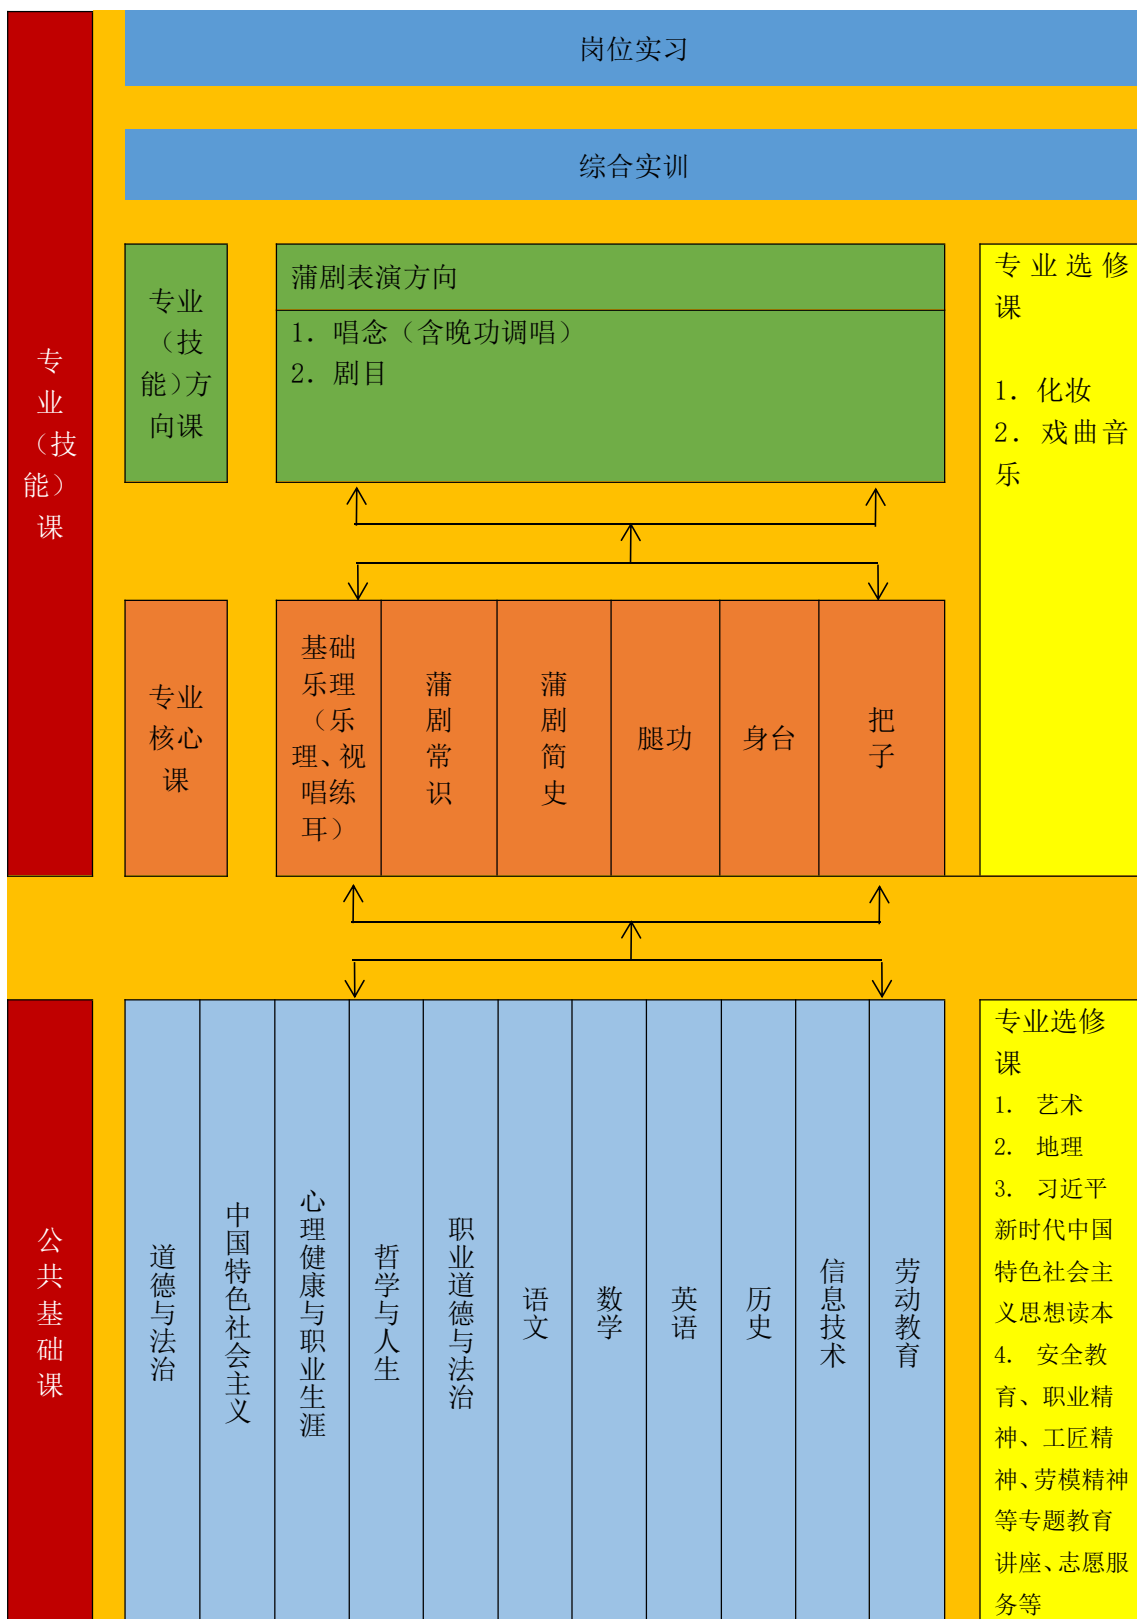 岗位实习
综合实训
专
业
（技
能）
课
专业
（技
能）方
向课
蒲剧表演方向
1. 唱念（含晚功调唱）
2. 剧目
专业选修
课
1. 化妆
2. 戏曲音
乐
专业
核心
课
基础
乐理
（乐
理、视
唱练
耳）
蒲剧常识
蒲剧简史
腿功
身台
把子
公共基础课
道德与法治
中国特色社会主义
心理健康与职业生涯
哲学与人生
职业道德与法治
语文
数学
英语
历史
信息技术
劳动教育
专业选修
课
1. 艺术
2. 地理
3. 习近平
新时代中国
特色社会主
义思想读本
4. 安全教
育、职业精
神、工匠精
神、劳模精神
等专题教育
讲座、志愿服
务等